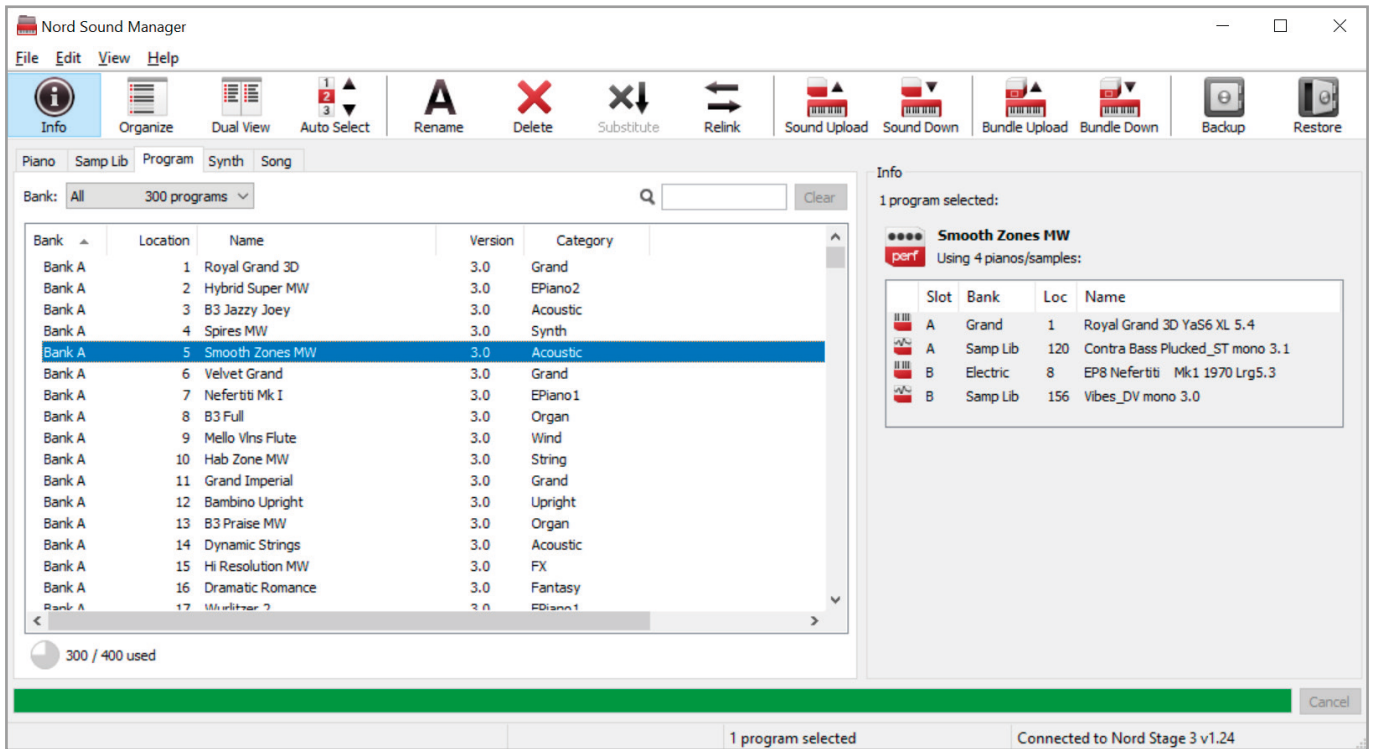 Nord Sound Manager
File Edit View Help
Info Organize Dual View 1 2 3 Auto Select A Rename Delete Substitute Relink Sound Upload Sound Down Bundle Upload Bundle Down Backup Restore
Piano Samp Lib Program Synth Song
Bank: All 300 programs Clear
Bank Location Name Version Category
Bank A 1 Royal Grand 3D 3.0 Grand
Bank A 2 Hybrid Super MW 3.0 EPiano2
Bank A 3 B3 Jazzy Joey 3.0 Acoustic
Bank A 4 Spires MW 3.0 Synth
Bank A 5 Smooth Zones MW 3.0 Acoustic
Bank A 6 Velvet Grand 3.0 Grand
Bank A 7 Nefertiti Mk I 3.0 EPiano1
Bank A 8 B3 Full 3.0 Organ
Bank A 9 Mello Vlns Flute 3.0 Wind
Bank A 10 Hab Zone MW 3.0 String
Bank A 11 Grand Imperial 3.0 Grand
Bank A 12 Bambino Upright 3.0 Upright
Bank A 13 B3 Praise MW 3.0 Organ
Bank A 14 Dynamic Strings 3.0 Acoustic
Bank A 15 Hi Resolution MW 3.0 FX
Bank A 16 Dramatic Romance 3.0 Fantasy
Bank A 17 Wurlitzer 2 3.0 EPiano1
300 / 400 used
Info
1 program selected:
perf Smooth Zones MW
Using 4 pianos/samples:
Slot Bank Loc Name
A Grand 1 Royal Grand 3D YaS6 XL 5.4
A Samp Lib 120 Contra Bass Plucked_ST mono 3.1
B Electric 8 EP8 Nefertiti Mk1 1970 Lrg5.3
B Samp Lib 156 Vibes_DV mono 3.0
Cancel
1 program selected Connected to Nord Stage 3 v1.24